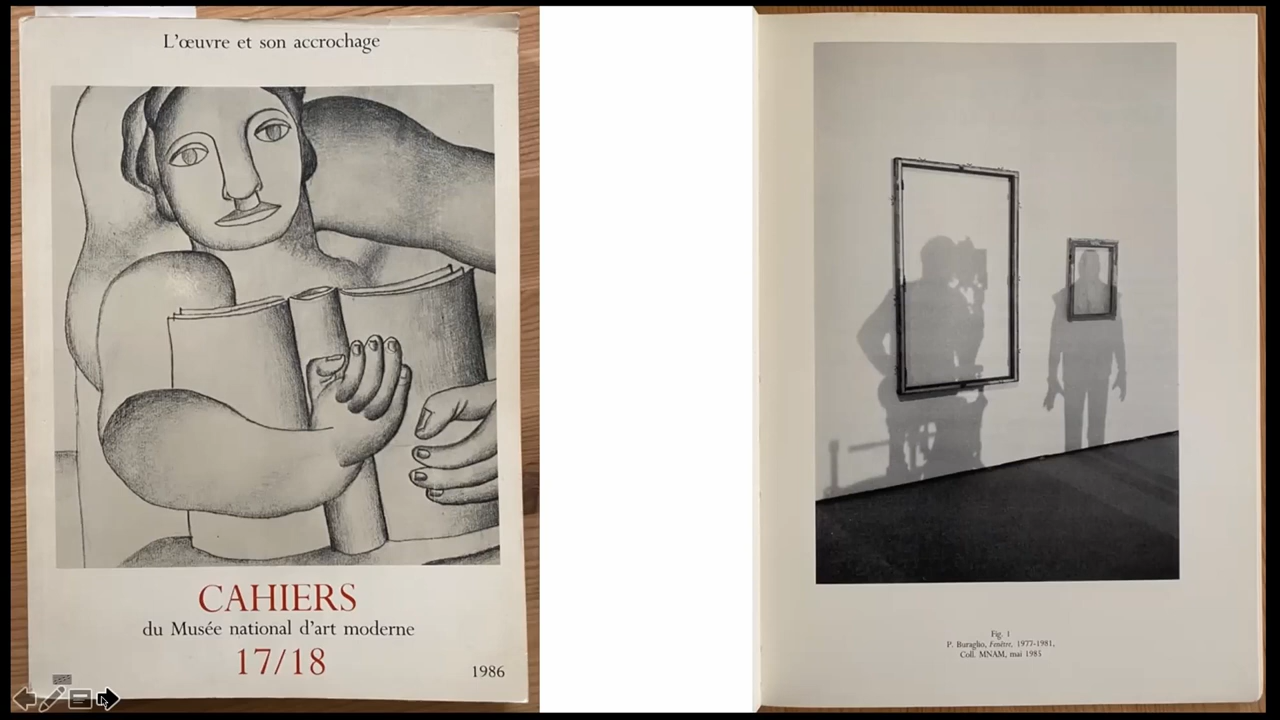 L'œuvre et son accrochage
CAHIERS
du Musée national d'art moderne
17/18
1986
Fig. 1
P. Buraglio, Fenêtre, 1977-1981,
Coll. MNAM, mai 1985